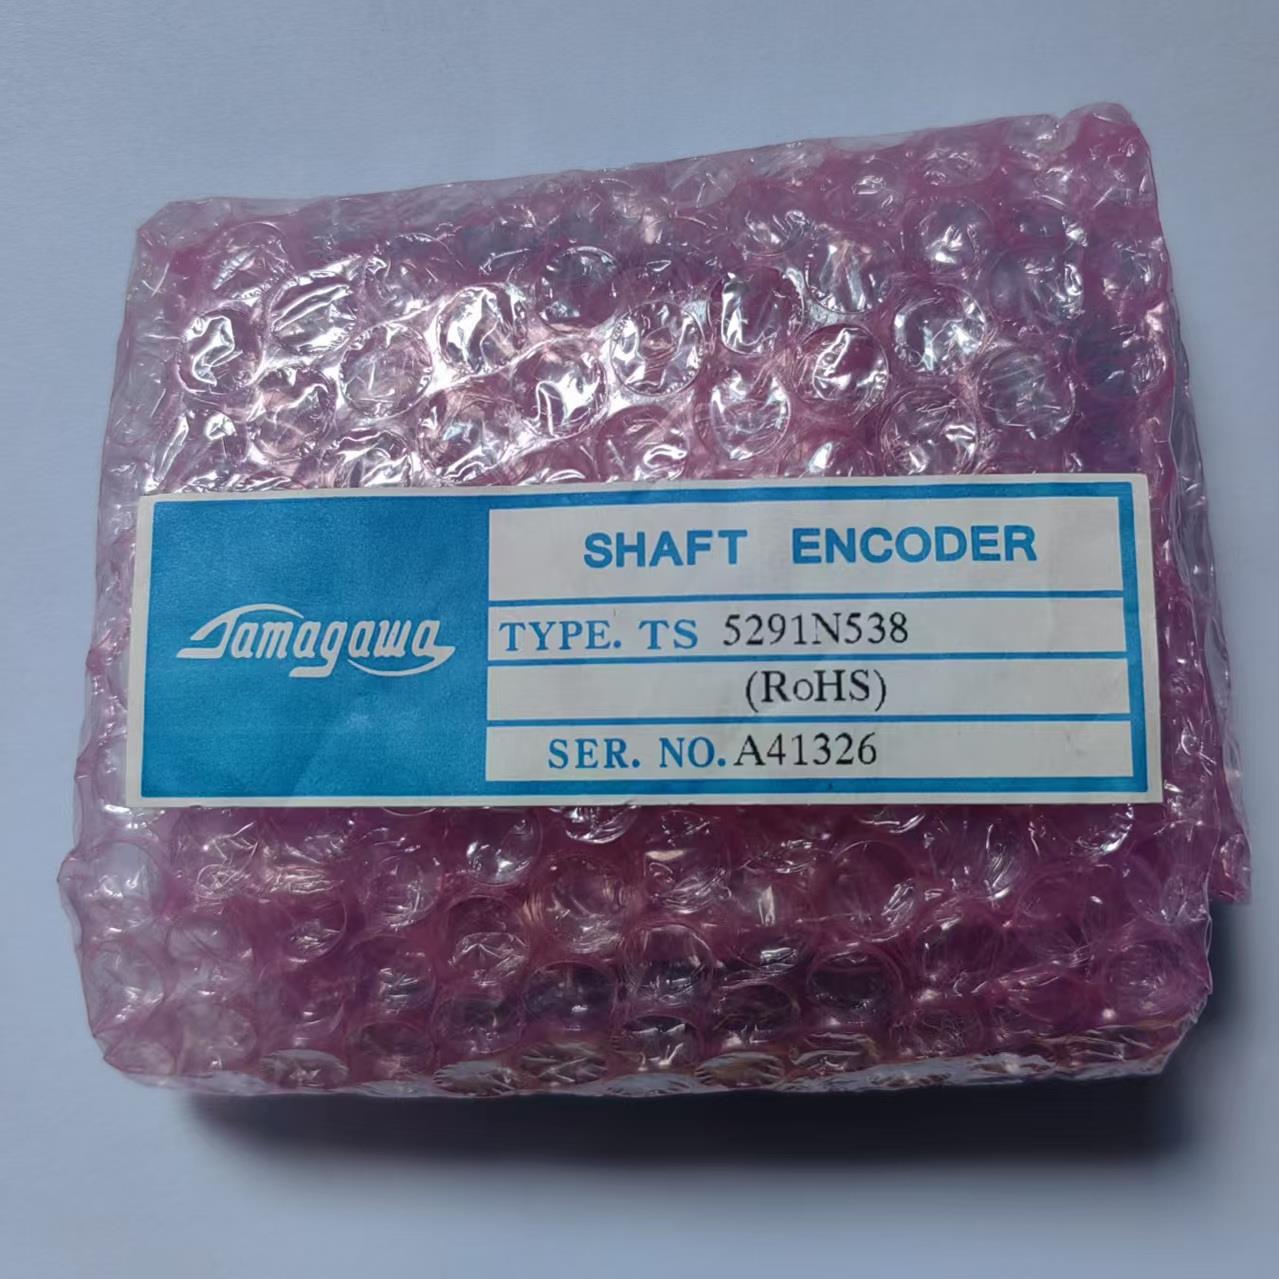 Tamagawa
SHAFT ENCODER
TYPE. TS 5291N538
(RoHS)
SER. NO. A41326